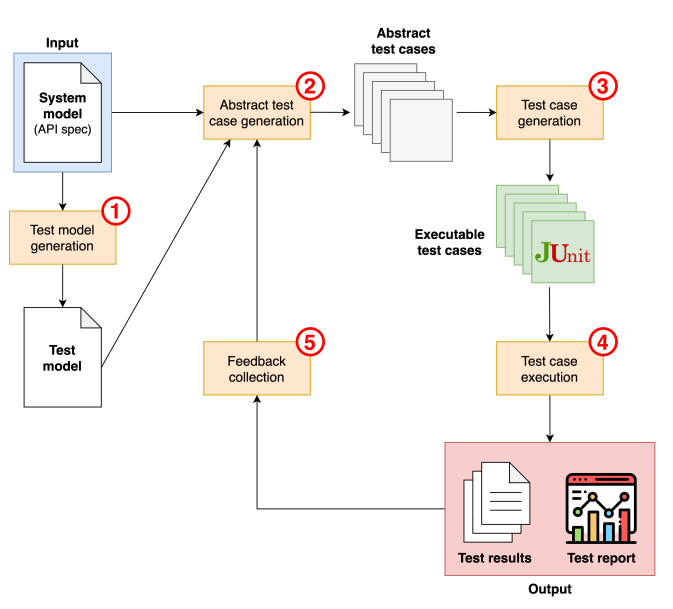 Input
System
model
(API spec)
1
Test model
generation
Test
model
2
Abstract test
case generation
Abstract
test cases
3
Test case
generation
Executable
test cases
JUnit
4
Test case
execution
5
Feedback
collection
Test results
Test report
Output